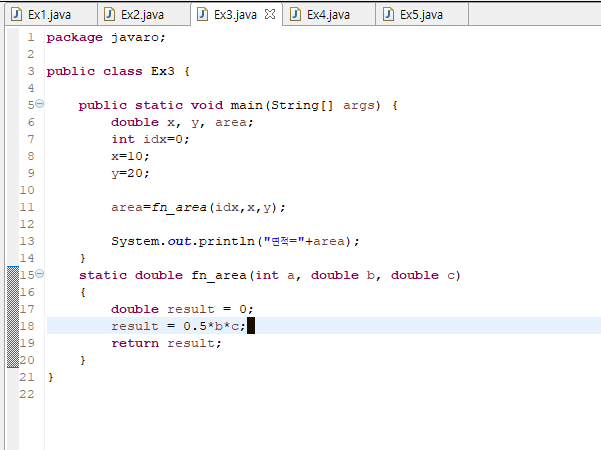 Ex1.java Ex2.java Ex3.java Ex4.java Ex5.java
1 package javaro;
2
3 public class Ex3 {
4
5 public static void main(String[] args) {
6 double x, y, area;
7 int idx=0;
8 x=10;
9 y=20;
10
11 area=fn_area(idx,x,y);
12
13 System.out.println("면적="+area);
14 }
15 static double fn_area(int a, double b, double c)
16 {
17 double result = 0;
18 result = 0.5*b*c;
19 return result;
20 }
21 }
22